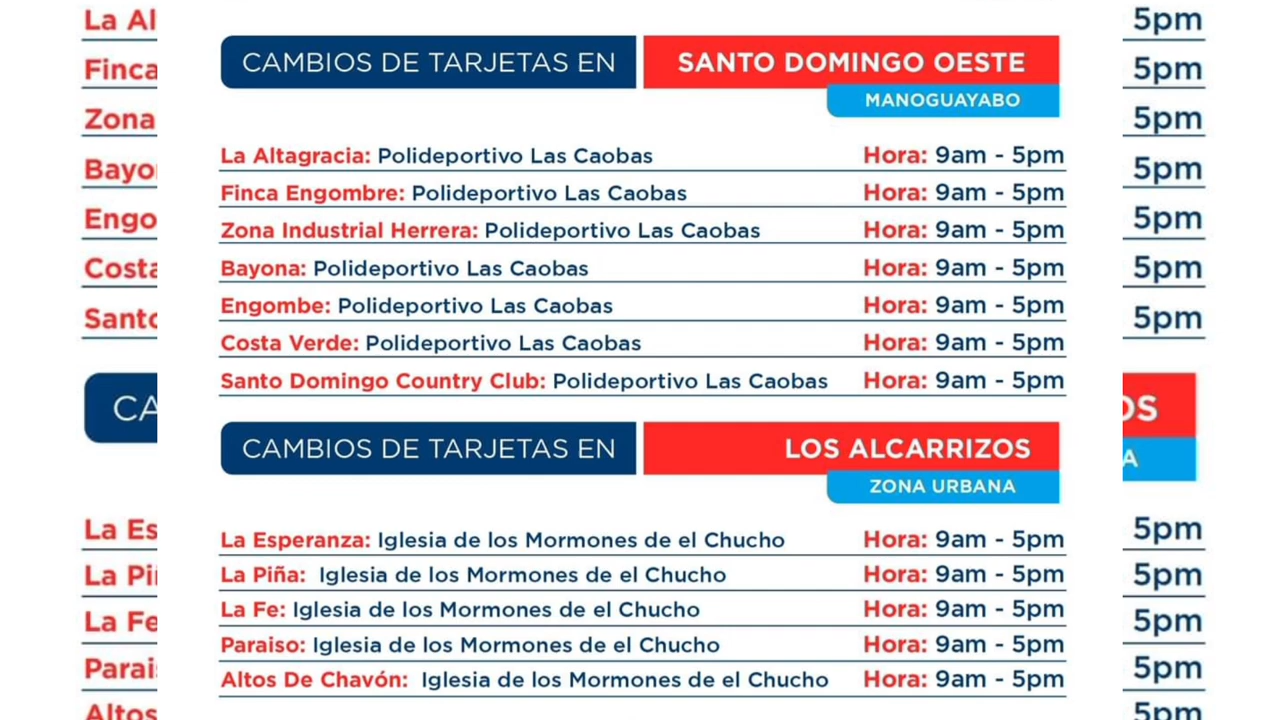 CAMBIOS DE TARJETAS EN SANTO DOMINGO OESTE
MANOGUAYABO
La Altagracia: Polideportivo Las Caobas Hora: 9am - 5pm
Finca Engombre: Polideportivo Las Caobas Hora: 9am - 5pm
Zona Industrial Herrera: Polideportivo Las Caobas Hora: 9am - 5pm
Bayona: Polideportivo Las Caobas Hora: 9am - 5pm
Engombe: Polideportivo Las Caobas Hora: 9am - 5pm
Costa Verde: Polideportivo Las Caobas Hora: 9am - 5pm
Santo Domingo Country Club: Polideportivo Las Caobas Hora: 9am - 5pm
CAMBIOS DE TARJETAS EN LOS ALCARRIZOS
ZONA URBANA
La Esperanza: Iglesia de los Mormones de el Chucho Hora: 9am - 5pm
La Piña: Iglesia de los Mormones de el Chucho Hora: 9am - 5pm
La Fe: Iglesia de los Mormones de el Chucho Hora: 9am - 5pm
Paraiso: Iglesia de los Mormones de el Chucho Hora: 9am - 5pm
Altos De Chavón: Iglesia de los Mormones de el Chucho Hora: 9am - 5pm